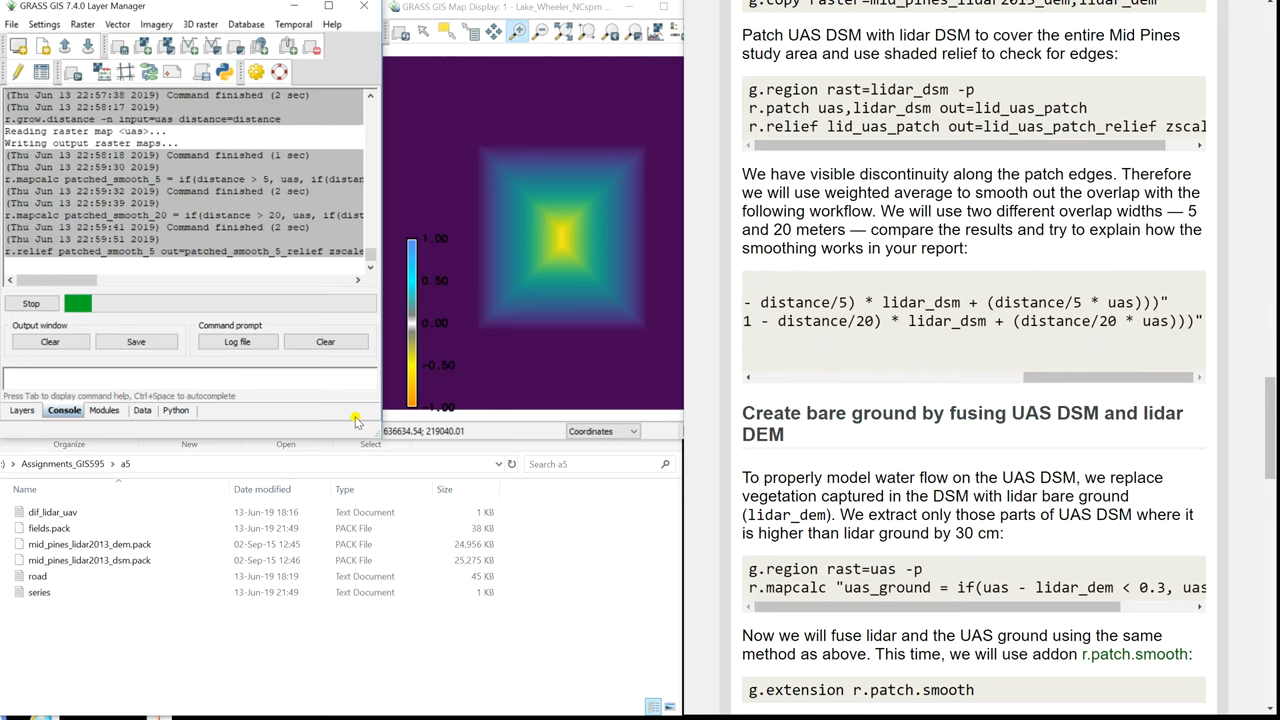 GRASS GIS 7.4.0 Layer Manager
File Settings Raster Vector Imagery 3D raster Database Temporal Help
(Thu Jun 13 22:57:38 2019) Command finished (2 sec)
(Thu Jun 13 22:58:17 2019)
r.grow.distance -n input=uas distance=distance
Reading raster map <uas>...
Writing output raster maps...
(Thu Jun 13 22:58:18 2019) Command finished (1 sec)
(Thu Jun 13 22:59:30 2019)
r.mapcalc patched_smooth_5 = if(distance > 5, uas, if(distan
(Thu Jun 13 22:59:32 2019) Command finished (2 sec)
(Thu Jun 13 22:59:39 2019)
r.mapcalc patched_smooth_20 = if(distance > 20, uas, if(dist
(Thu Jun 13 22:59:41 2019) Command finished (2 sec)
(Thu Jun 13 22:59:51 2019)
r.relief patched_smooth_5 out=patched_smooth_5_relief zscale
Stop
Output window
Command prompt
Clear Save Log file Clear
Press Tab to display command help, Ctrl+Space to autocomplete
Layers Console Modules Data Python
GRASS GIS Map Display: 1 - Lake_Wheeler_NCspm
1.00
0.50
0.00
-0.50
-1.00
636634.54; 219040.01
Coordinates
Organize New Open Select
Assignments_GIS595 a5
Search a5
Name Date modified Type Size
dif_lidar_uav 13-Jun-19 18:16 Text Document 1 KB
fields.pack 13-Jun-19 21:49 PACK File 38 KB
mid_pines_lidar2013_dem.pack 02-Sep-15 12:45 PACK File 24,956 KB
mid_pines_lidar2013_dsm.pack 02-Sep-15 12:46 PACK File 25,275 KB
road 13-Jun-19 18:19 Text Document 45 KB
series 13-Jun-19 21:49 Text Document 1 KB
g.copy raster=mid_pines_lidar2013_dem,lidar_dem
Patch UAS DSM with lidar DSM to cover the entire Mid Pines
study area and use shaded relief to check for edges:
g.region rast=lidar_dsm -p
r.patch uas,lidar_dsm out=lid_uas_patch
r.relief lid_uas_patch out=lid_uas_patch_relief zscal
We have visible discontinuity along the patch edges. Therefore
we will use weighted average to smooth out the overlap with the
following workflow. We will use two different overlap widths — 5
and 20 meters — compare the results and try to explain how the
smoothing works in your report:
- distance/5) * lidar_dsm + (distance/5 * uas)))"
1 - distance/20) * lidar_dsm + (distance/20 * uas)))"
Create bare ground by fusing UAS DSM and lidar
DEM
To properly model water flow on the UAS DSM, we replace
vegetation captured in the DSM with lidar bare ground
(lidar_dem). We extract only those parts of UAS DSM where it
is higher than lidar ground by 30 cm:
g.region rast=uas -p
r.mapcalc "uas_ground = if(uas - lidar_dem < 0.3, uas
Now we will fuse lidar and the UAS ground using the same
method as above. This time, we will use addon r.patch.smooth:
g.extension r.patch.smooth